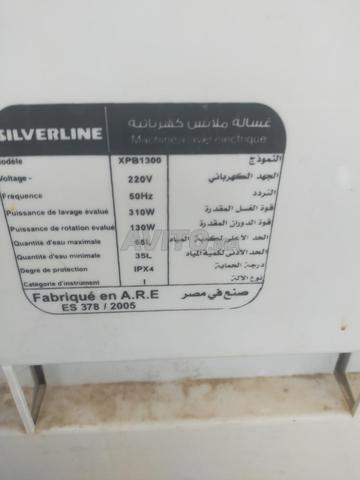 SILVERLINE غسالة ملابس كهربائية
Machine électrique
Modèle XPB1300 النموذج
Voltage - 220V الجهد الكهربائي
Fréquence 50Hz التردد
Puissance de lavage évalué 310W قوة الغسل المقدرة
Puissance de rotation évalué 130W قوة الدوران المقدرة
Quantité d'eau maximale المياد
Quantité d'eau minimale 35L الحد الأدنى لكمية المياد
Degré de protection IPX4 درجة الحماية
Catégorie d'instrument I نوع الآلة
Fabriqué en A.R.E صنع في مصر
ES 378 / 2005
AVITO